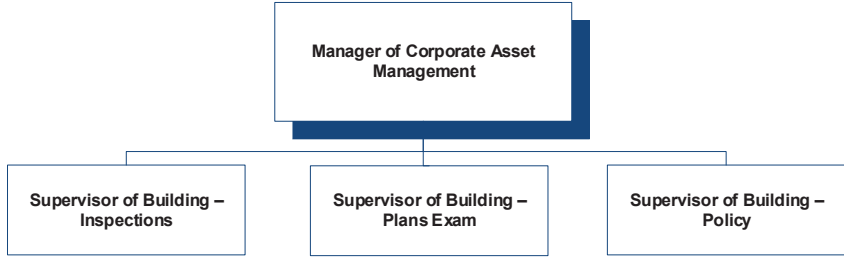 Manager of Corporate Asset
Management
Supervisor of Building –
Inspections
Supervisor of Building –
Plans Exam
Supervisor of Building –
Policy